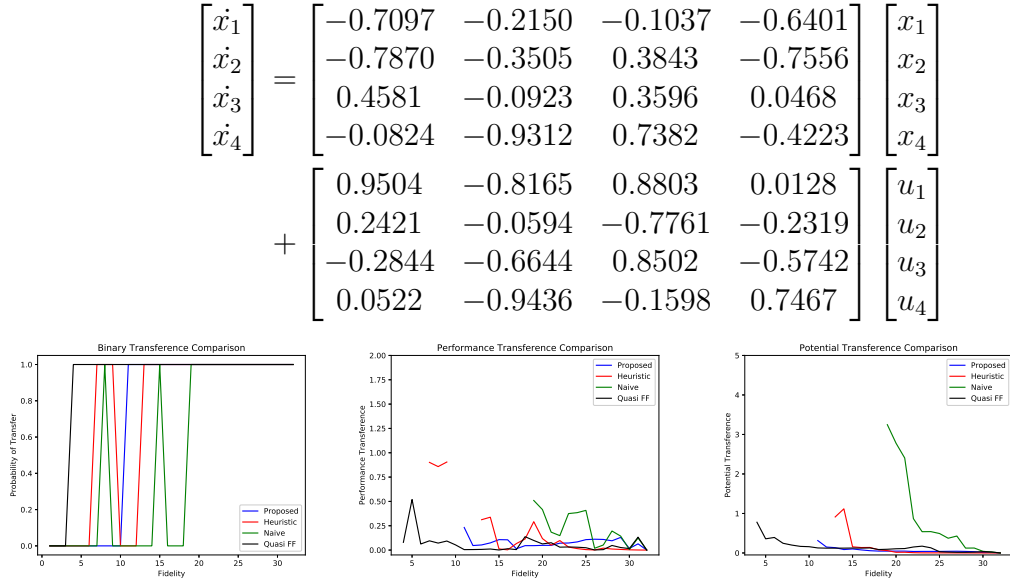 ẋ1 −0.7097 −0.2150 −0.1037 −0.6401 x1
ẋ2 −0.7870 −0.3505 0.3843 −0.7556 x2
=
ẋ3 0.4581 −0.0923 0.3596 0.0468 x3
ẋ4 −0.0824 −0.9312 0.7382 −0.4223 x4
0.9504 −0.8165 0.8803 0.0128 u1
0.2421 −0.0594 −0.7761 −0.2319 u2
+
−0.2844 −0.6644 0.8502 −0.5742 u3
0.0522 −0.9436 −0.1598 0.7467 u4
Binary Transference Comparison
Probability of Transfer
1.0
0.8
0.6
0.4
0.2
0.0
Proposed
Heuristic
Naive
Quasi FF
0 5 10 15 20 25 30
Fidelity
Performance Transference Comparison
Performance Transference
2.00
1.75
1.50
1.25
1.00
0.75
0.50
0.25
0.00
Proposed
Heuristic
Naive
Quasi FF
5 10 15 20 25 30
Fidelity
Potential Transference Comparison
Potential Transference
5
4
3
2
1
0
Proposed
Heuristic
Naive
Quasi FF
5 10 15 20 25 30
Fidelity